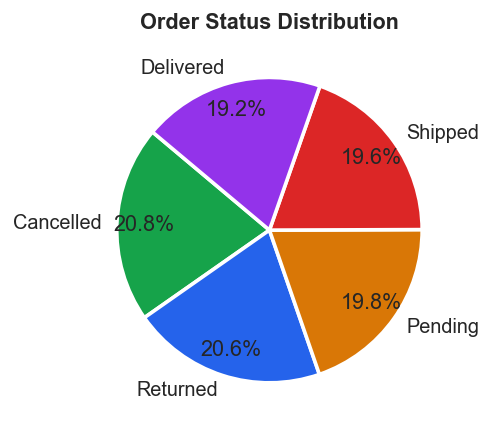 Order Status Distribution
Delivered
19.2%
Shipped
19.6%
Cancelled
20.8%
Pending
19.8%
Returned
20.6%